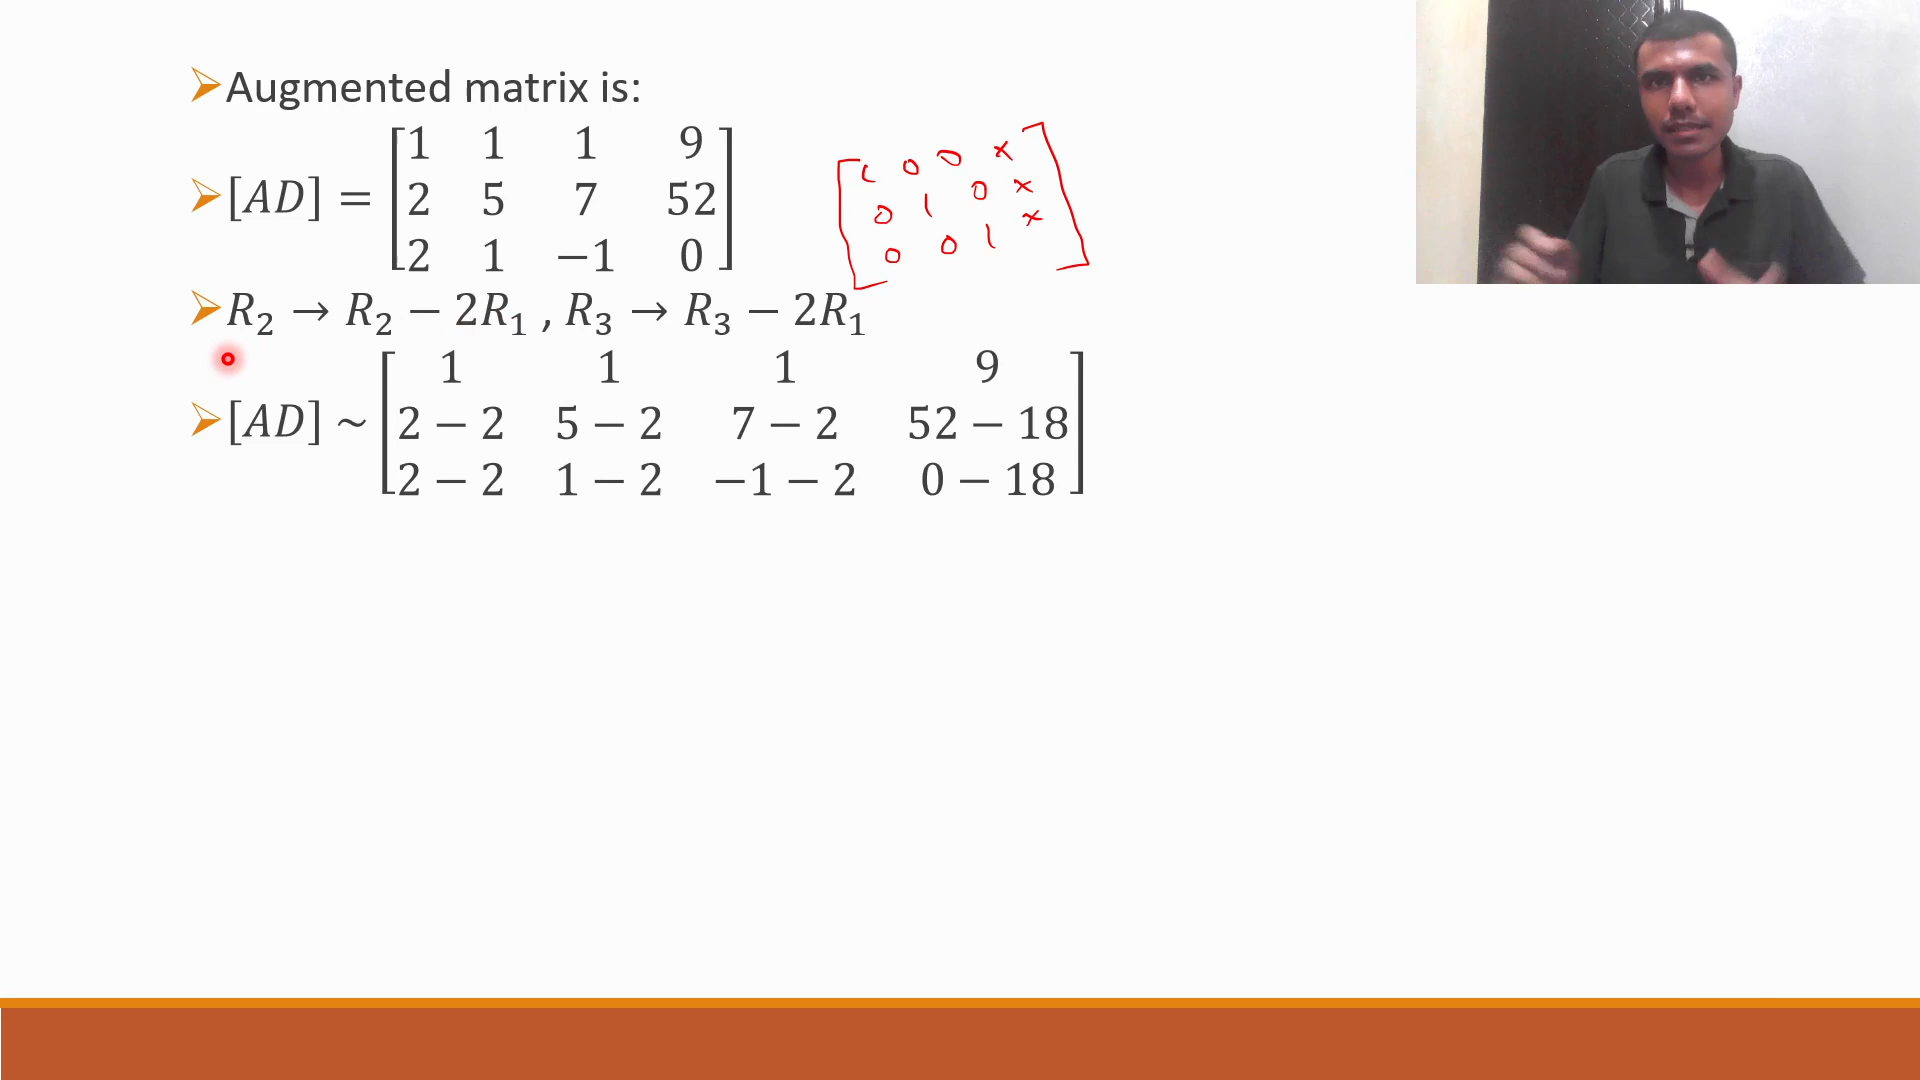 Augmented matrix is:
[AD] = [1 1 1 9
2 5 7 52
2 1 −1 0]
[1 0 0 x
0 1 0 x
0 0 1 x]
R₂ → R₂ − 2R₁ , R₃ → R₃ − 2R₁
[AD] ~ [1 1 1 9
2 − 2 5 − 2 7 − 2 52 − 18
2 − 2 1 − 2 −1 − 2 0 − 18]